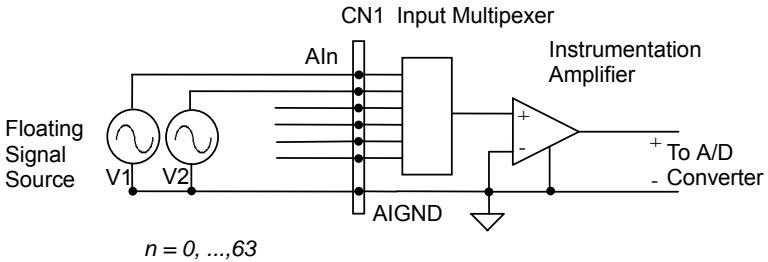 CN1 Input Multipexer
AIn
Instrumentation
Amplifier
Floating
Signal
Source
V1
V2
+
-
+ To A/D
- Converter
AIGND
n = 0, ...,63